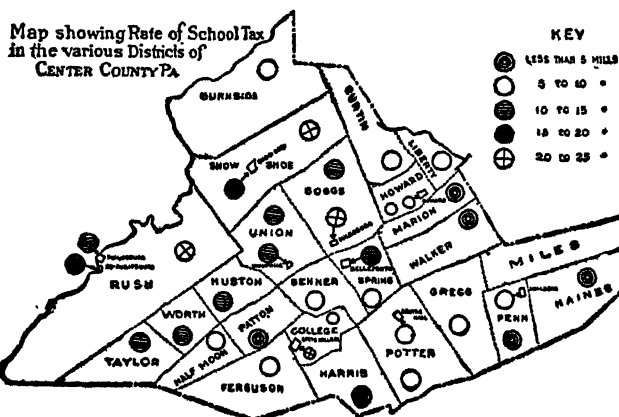 Map showing Rate of School Tax
in the various Districts of
CENTER COUNTY PA
KEY
LESS THAN 5 MILLS
5 TO 10 "
10 TO 15 "
15 TO 20 "
20 TO 25 "
BURNSIDE
CURTIN
SNOW SHOE
LIBERTY
HOWARD
BOGGS
MARION
UNION
WALKER
MILES
BELLEFONTE
SPRING
RUSH
HUSTON
BENNER
GREGG
HAINES
WORTH
PATTON
COLLEGE
PENN
TAYLOR
HALF MOON
POTTER
FERGUSON
HARRIS